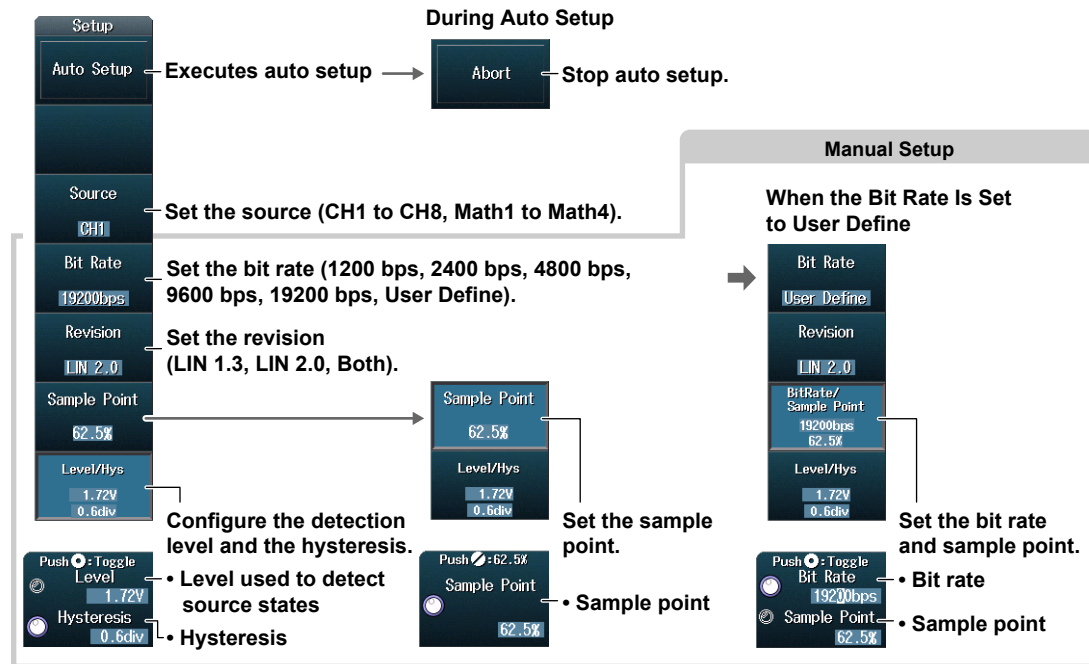 Setup
Auto Setup
Executes auto setup
During Auto Setup
Abort
Stop auto setup.
Manual Setup
Source
CH1
Set the source (CH1 to CH8, Math1 to Math4).
Bit Rate
19200bps
Set the bit rate (1200 bps, 2400 bps, 4800 bps,
9600 bps, 19200 bps, User Define).
Revision
LIN 2.0
Set the revision
(LIN 1.3, LIN 2.0, Both).
Sample Point
62.5%
Level/Hys
1.72V
0.6div
Configure the detection
level and the hysteresis.
Push :Toggle
Level
1.72V
Hysteresis
0.6div
• Level used to detect
source states
• Hysteresis
Sample Point
62.5%
Level/Hys
1.72V
0.6div
Set the sample
point.
Push :62.5%
Sample Point
62.5%
• Sample point
When the Bit Rate Is Set
to User Define
Bit Rate
User Define
Revision
LIN 2.0
BitRate/
Sample Point
19200bps
62.5%
Level/Hys
1.72V
0.6div
Set the bit rate
and sample point.
Push :Toggle
Bit Rate
19200bps
Sample Point
62.5%
• Bit rate
• Sample point